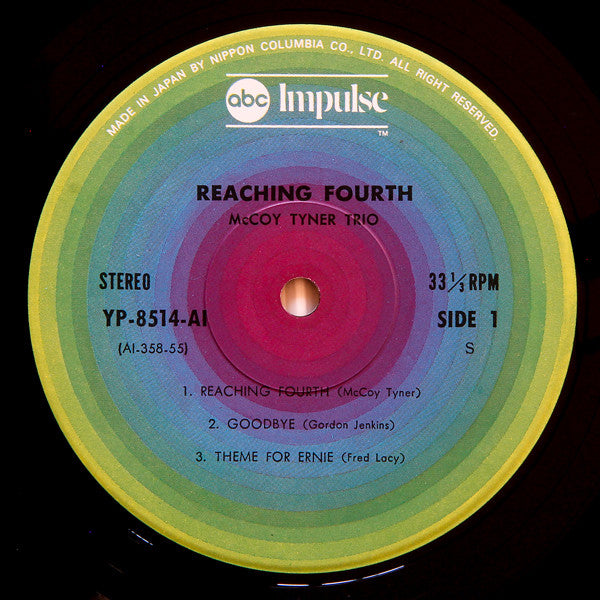 MADE IN JAPAN BY NIPPON COLUMBIA CO., LTD. ALL RIGHT RESERVED.
abc Impulse
TM
REACHING FOURTH
McCOY TYNER TRIO
STEREO
33 1/3 RPM
YP-8514-AI
SIDE 1
(AI-358-55)
S
1. REACHING FOURTH (McCoy Tyner)
2. GOODBYE (Gordon Jenkins)
3. THEME FOR ERNIE (Fred Lacy)